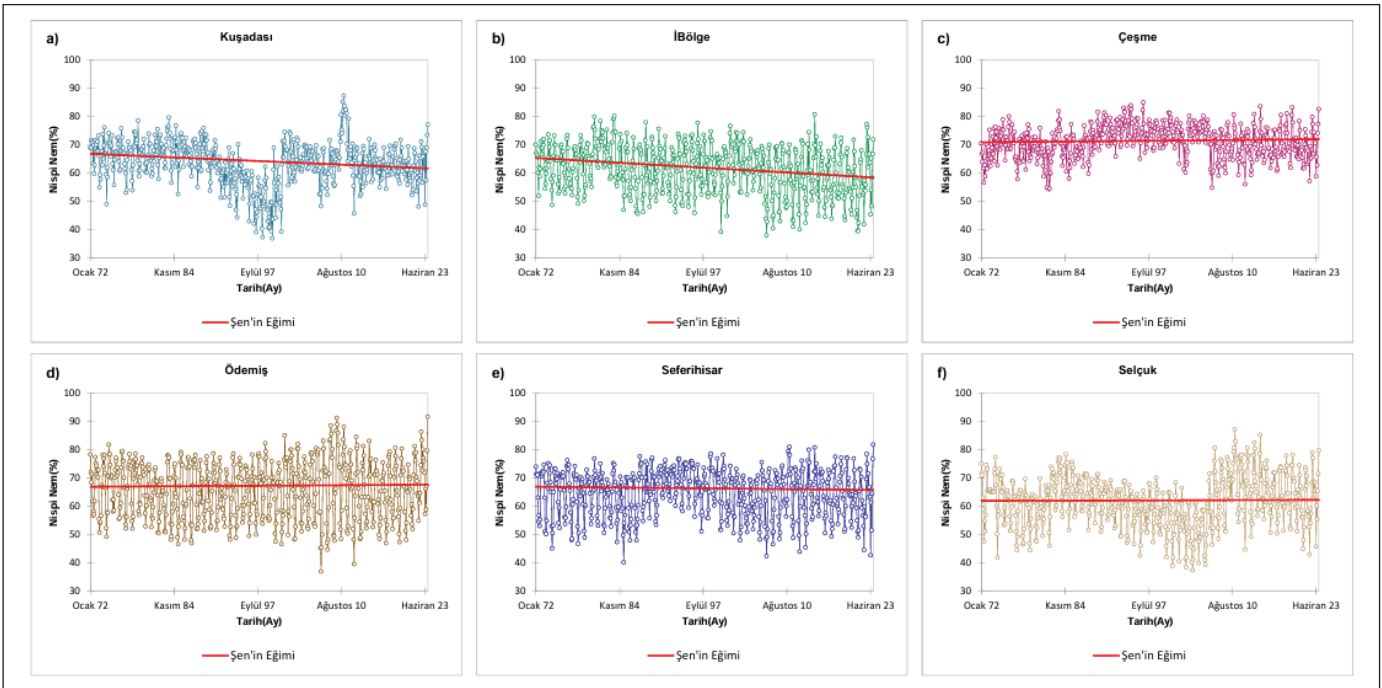 a)
Kuşadası
Nispi Nem(%)
100
90
80
70
60
50
40
30
Ocak 72
Kasım 84
Eylül 97
Ağustos 10
Haziran 23
Tarih(Ay)
Şen'in Eğimi
b)
İBölge
Nispi Nem(%)
100
90
80
70
60
50
40
30
Ocak 72
Kasım 84
Eylül 97
Ağustos 10
Haziran 23
Tarih(Ay)
Şen'in Eğimi
c)
Çeşme
Nispi Nem(%)
100
90
80
70
60
50
40
30
Ocak 72
Kasım 84
Eylül 97
Ağustos 10
Haziran 23
Tarih(Ay)
Şen'in Eğimi
d)
Ödemiş
Nispi Nem(%)
100
90
80
70
60
50
40
30
Ocak 72
Kasım 84
Eylül 97
Ağustos 10
Haziran 23
Tarih(Ay)
Şen'in Eğimi
e)
Seferihisar
Nispi Nem(%)
100
90
80
70
60
50
40
30
Ocak 72
Kasım 84
Eylül 97
Ağustos 10
Haziran 23
Tarih(Ay)
Şen'in Eğimi
f)
Selçuk
Nispi Nem(%)
100
90
80
70
60
50
40
30
Ocak 72
Kasım 84
Eylül 97
Ağustos 10
Haziran 23
Tarih(Ay)
Şen'in Eğimi